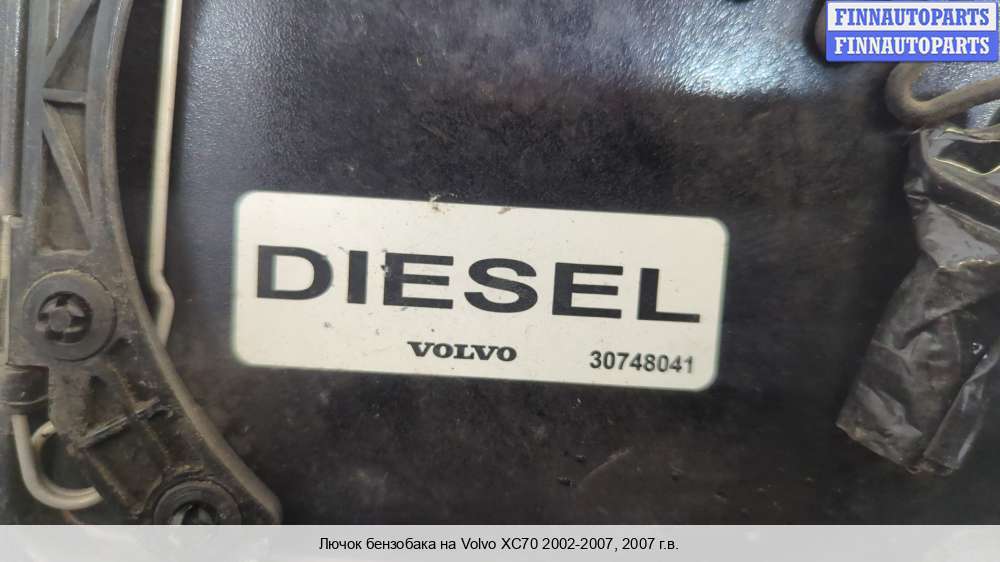 FINNAUTOPARTS
FINNAUTOPARTS
DIESEL
VOLVO 30748041
Лючок бензобака на Volvo XC70 2002-2007, 2007 г.в.